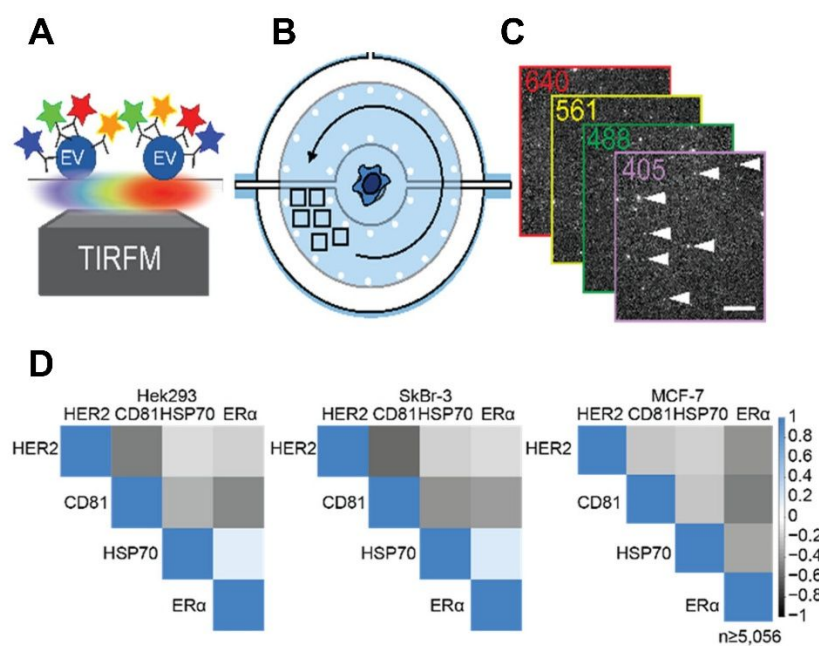 A
B
C
EV
EV
TIRFM
640
561
488
405
D
Hek293
HER2 CD81 HSP70 ERα
HER2
CD81
HSP70
ERα
SkBr-3
HER2 CD81 HSP70 ERα
HER2
CD81
HSP70
ERα
MCF-7
HER2 CD81 HSP70 ERα
HER2
CD81
HSP70
ERα
1
0.8
0.6
0.4
0.2
0
−0.2
−0.4
−0.6
−0.8
−1
n≥5,056